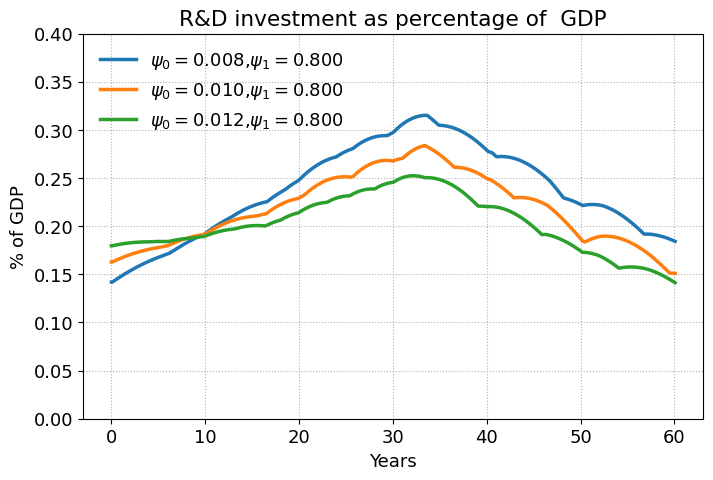 R&D investment as percentage of  GDP
% of GDP
0.40
0.35
0.30
0.25
0.20
0.15
0.10
0.05
0.00
ψ₀ = 0.008,ψ₁ = 0.800
ψ₀ = 0.010,ψ₁ = 0.800
ψ₀ = 0.012,ψ₁ = 0.800
0 10 20 30 40 50 60
Years